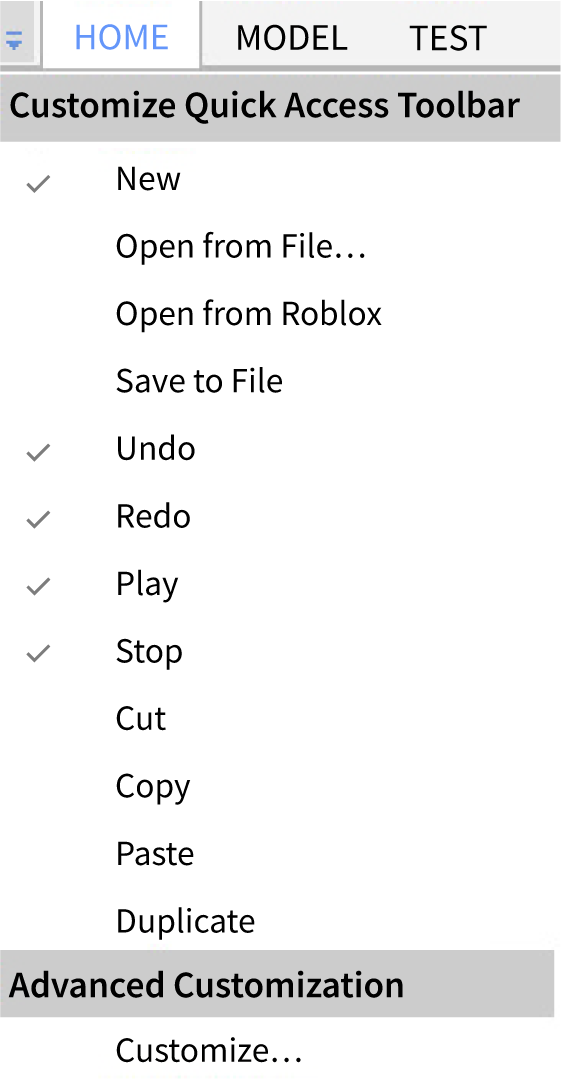 HOME MODEL TEST
Customize Quick Access Toolbar
New
Open from File...
Open from Roblox
Save to File
Undo
Redo
Play
Stop
Cut
Copy
Paste
Duplicate
Advanced Customization
Customize...